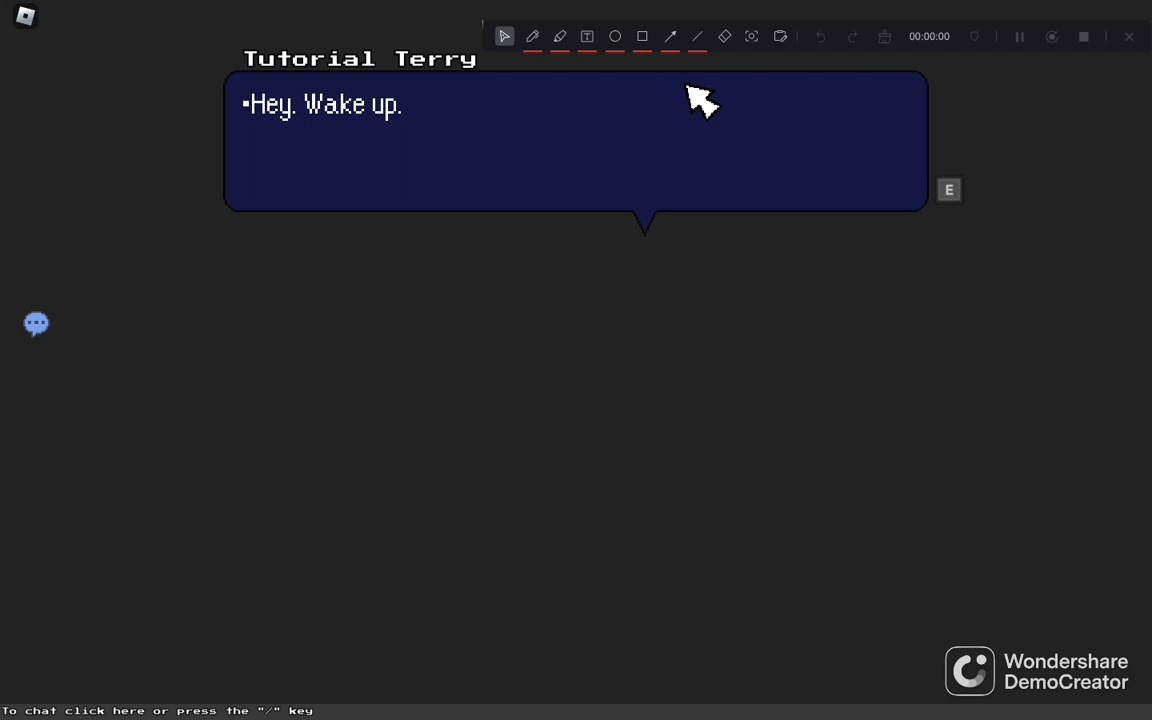 00:00:00
Tutorial Terry
▪Hey. Wake up.
E
Wondershare
DemoCreator
To chat click here or press the "/" key